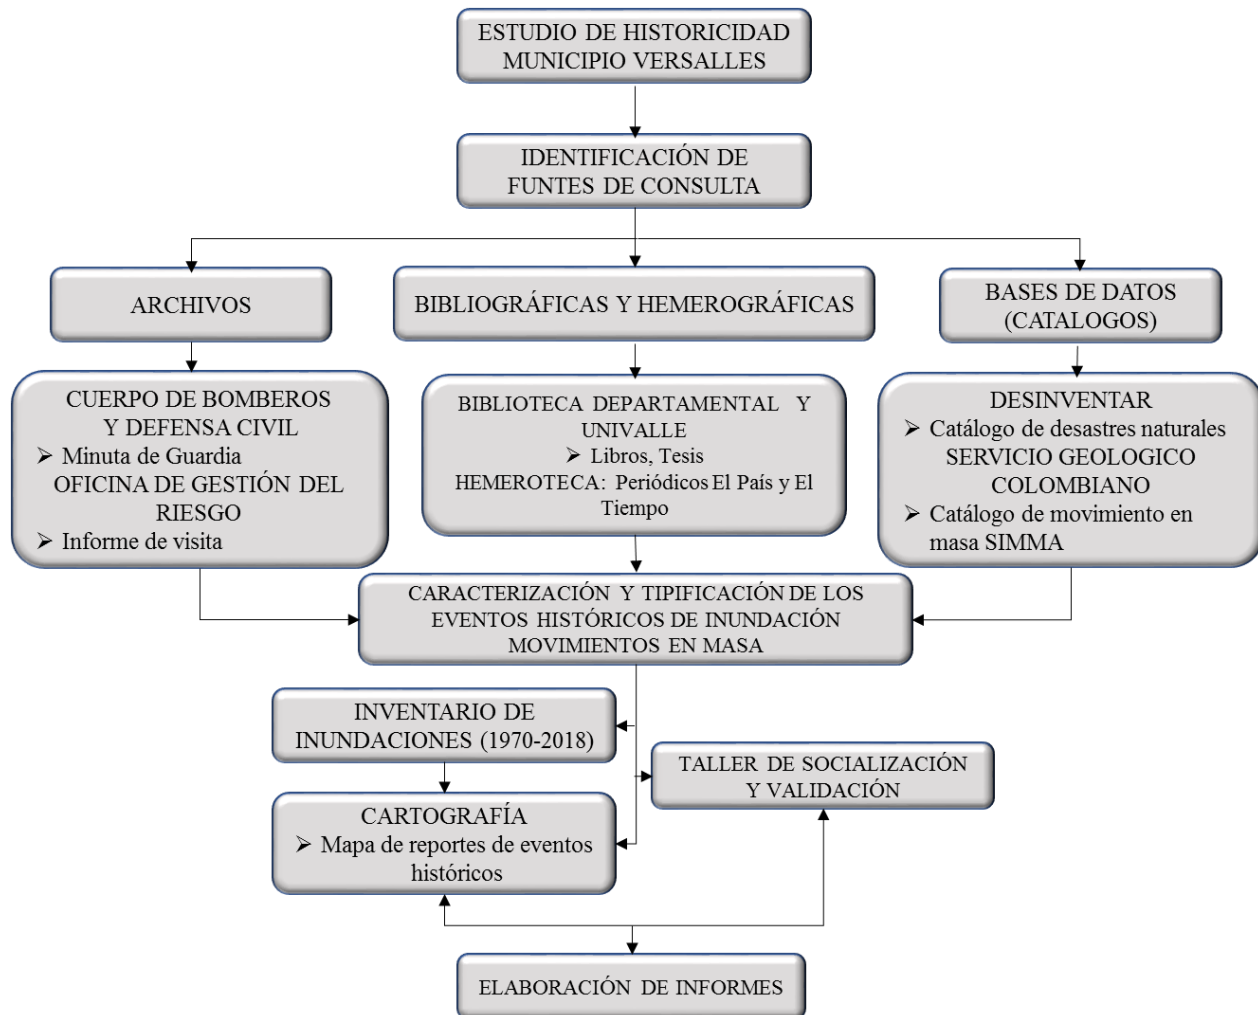 ESTUDIO DE HISTORICIDAD
MUNICIPIO VERSALLES
IDENTIFICACIÓN DE
FUNTES DE CONSULTA
ARCHIVOS
BIBLIOGRÁFICAS Y HEMEROGRÁFICAS
BASES DE DATOS
(CATALOGOS)
CUERPO DE BOMBEROS
Y DEFENSA CIVIL
➢ Minuta de Guardia
OFICINA DE GESTIÓN DEL
RIESGO
➢ Informe de visita
BIBLIOTECA DEPARTAMENTAL Y
UNIVALLE
➢ Libros, Tesis
HEMEROTECA: Periódicos El País y El
Tiempo
DESINVENTAR
➢ Catálogo de desastres naturales
SERVICIO GEOLOGICO
COLOMBIANO
➢ Catálogo de movimiento en
masa SIMMA
CARACTERIZACIÓN Y TIPIFICACIÓN DE LOS
EVENTOS HISTÓRICOS DE INUNDACIÓN
MOVIMIENTOS EN MASA
INVENTARIO DE
INUNDACIONES (1970-2018)
TALLER DE SOCIALIZACIÓN
Y VALIDACIÓN
CARTOGRAFÍA
➢ Mapa de reportes de eventos
históricos
ELABORACIÓN DE INFORMES